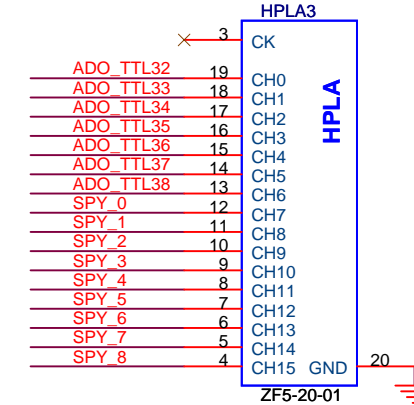 HPLA3
3 CK
ADO_TTL32 19 CH0
ADO_TTL33 18 CH1
ADO_TTL34 17 CH2
ADO_TTL35 16 CH3
ADO_TTL36 15 CH4
ADO_TTL37 14 CH5
ADO_TTL38 13 CH6
SPY_0 12 CH7
SPY_1 11 CH8
SPY_2 10 CH9
SPY_3 9 CH10
SPY_4 8 CH11
SPY_5 7 CH12
SPY_6 6 CH13
SPY_7 5 CH14
SPY_8 4 CH15 GND 20
HPLA
ZF5-20-01